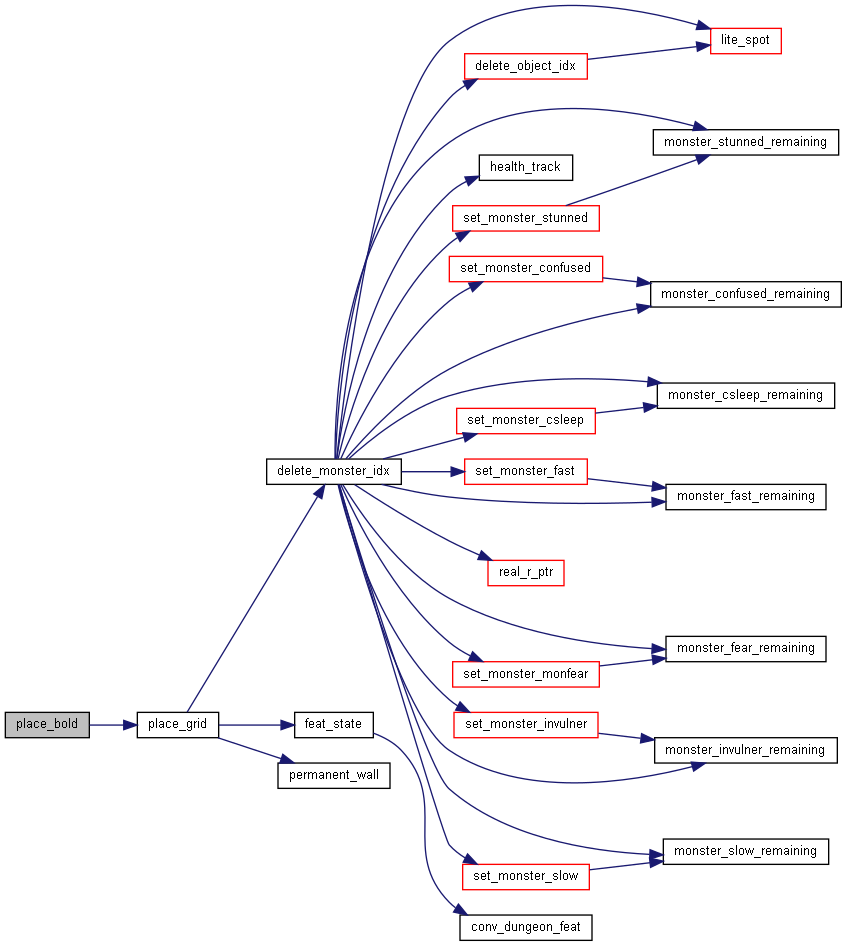 lite_spot
delete_object_idx
monster_stunned_remaining
health_track
set_monster_stunned
set_monster_confused
monster_confused_remaining
monster_csleep_remaining
set_monster_csleep
delete_monster_idx
set_monster_fast
monster_fast_remaining
real_r_ptr
monster_fear_remaining
set_monster_monfear
place_bold
place_grid
feat_state
set_monster_invulner
monster_invulner_remaining
permanent_wall
monster_slow_remaining
set_monster_slow
conv_dungeon_feat